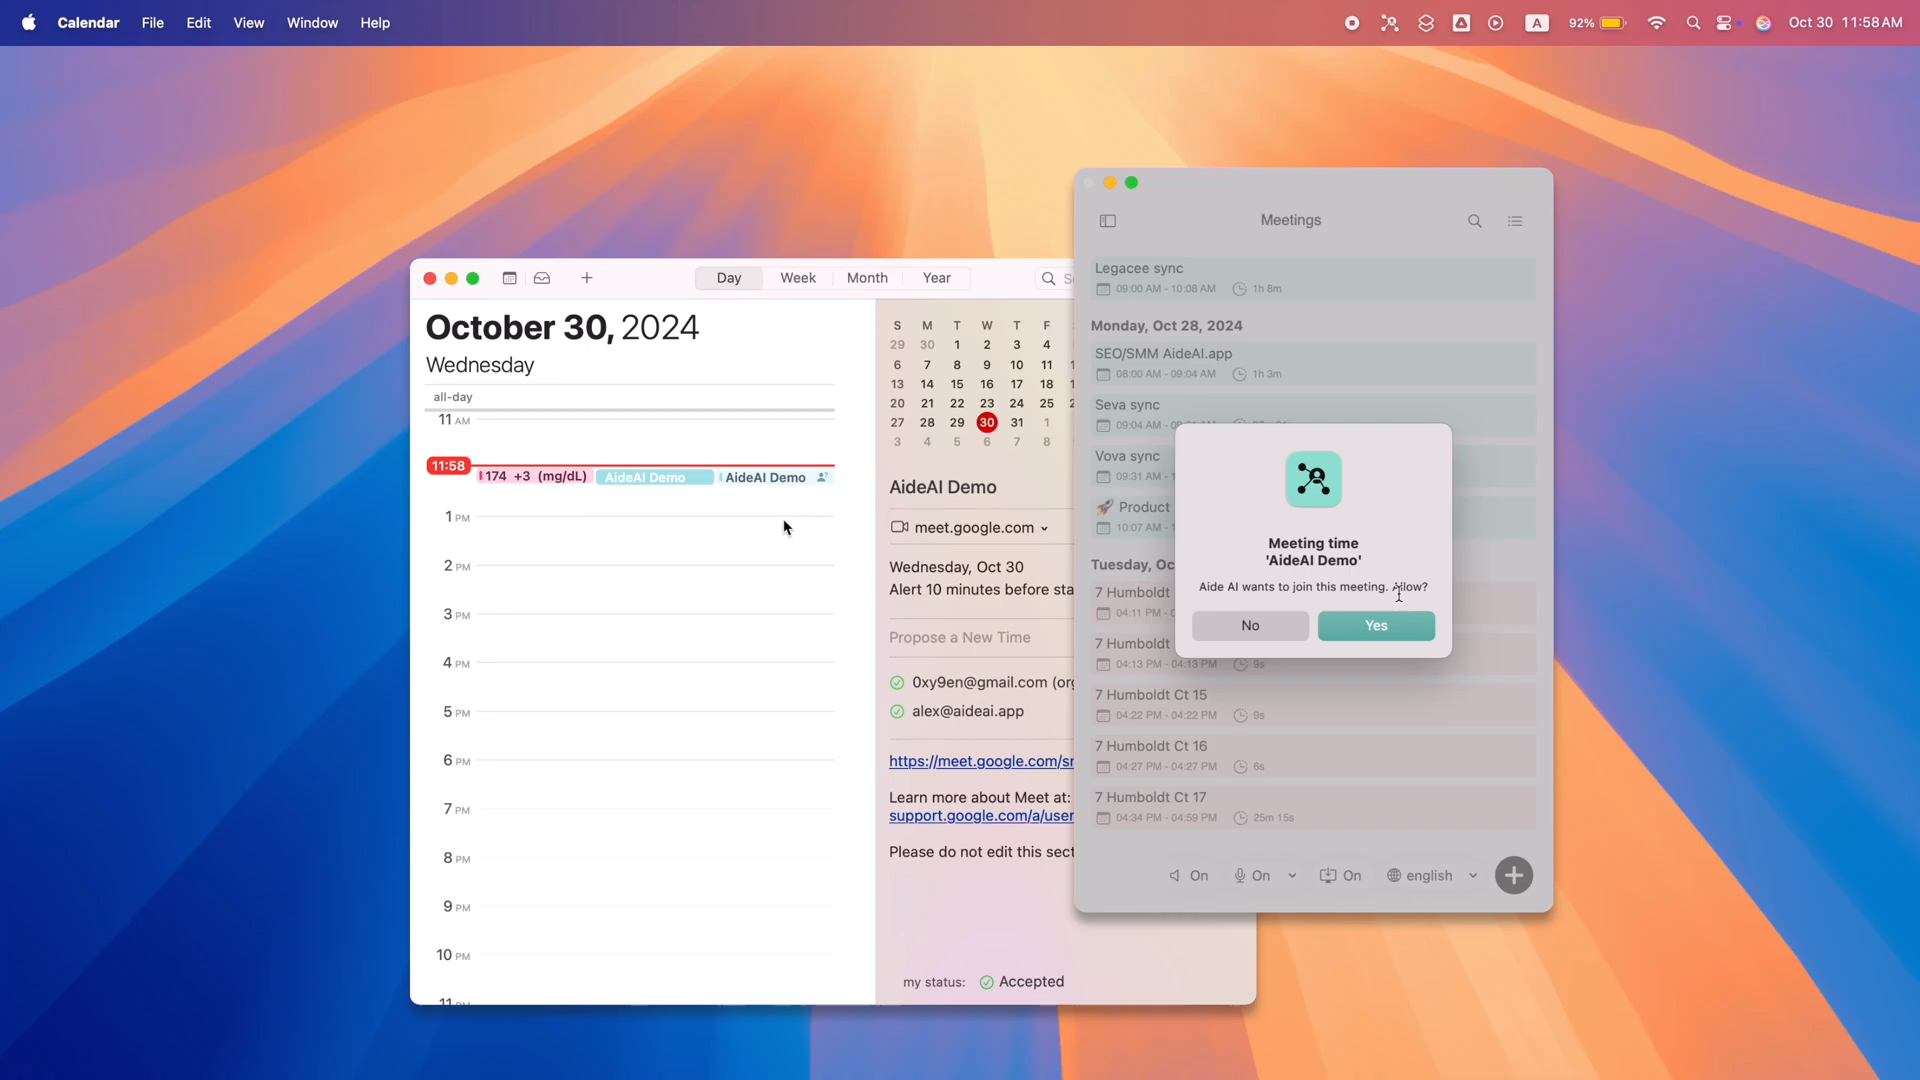 Calendar File Edit View Window Help
A 92% Oct 30 11:58 AM
Day Week Month Year
October 30, 2024
Wednesday
all-day
11 AM
11:58 174 +3 (mg/dL) AideAI Demo AideAI Demo
1 PM
2 PM
3 PM
4 PM
5 PM
6 PM
7 PM
8 PM
9 PM
10 PM
S M T W T F
29 30 1 2 3 4
6 7 8 9 10 11
13 14 15 16 17 18
20 21 22 23 24 25
27 28 29 30 31 1
3 4 5 6 7 8
AideAI Demo
meet.google.com
Wednesday, Oct 30
Alert 10 minutes before
Propose a New Time
0xy9en@gmail.com
alex@aideai.app
https://meet.google.com/
Learn more about Meet at:
support.google.com/a/user
Please do not edit this
my status: Accepted
Meetings
Legacee sync
09:00 AM - 10:08 AM 1h 8m
Monday, Oct 28, 2024
SEO/SMM AideAI.app
08:00 AM - 09:04 AM 1h 3m
Seva sync
09:04 AM
Vova sync
09:31 AM -
🚀 Product
10:07 AM -
Tuesday,
7 Humboldt
04:11 PM -
7 Humboldt
04:13 PM - 04:13 PM 9s
7 Humboldt Ct 15
04:22 PM - 04:22 PM 9s
7 Humboldt Ct 16
04:27 PM - 04:27 PM 6s
7 Humboldt Ct 17
04:34 PM - 04:59 PM 25m 15s
On On On english
Meeting time
'AideAI Demo'
Aide AI wants to join this meeting. Allow?
No Yes